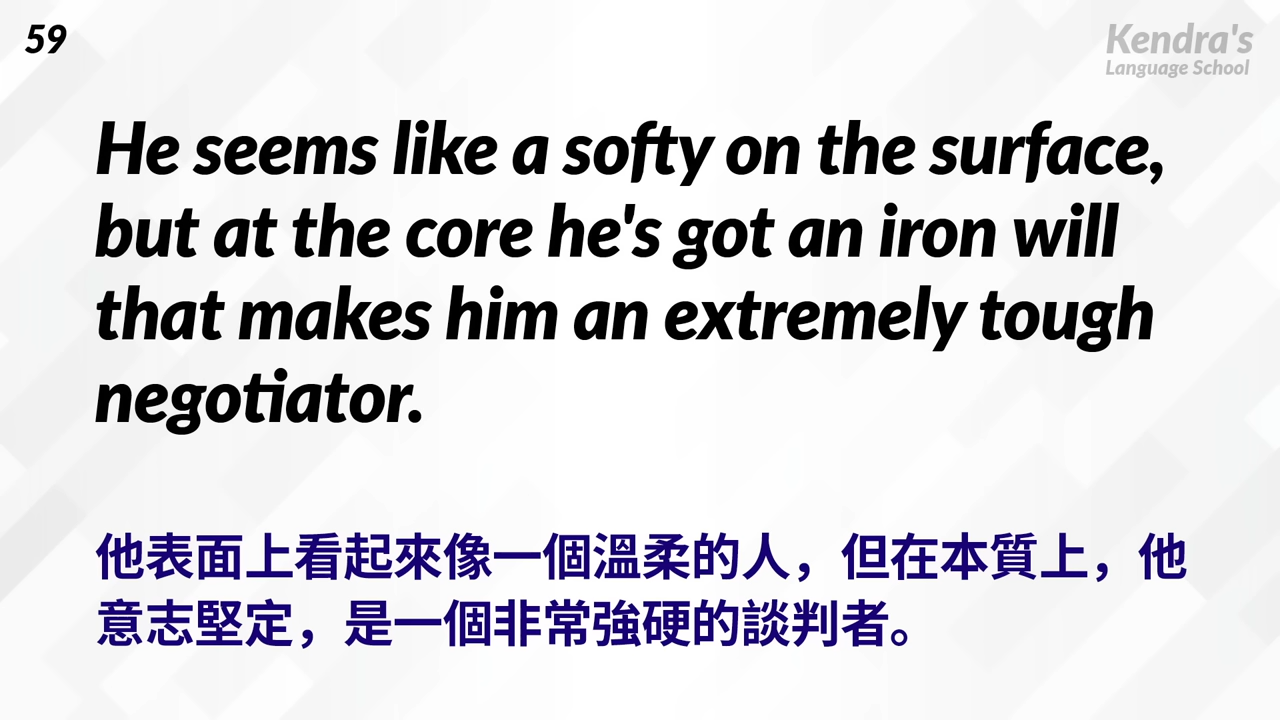 59
Kendra's
Language School
He seems like a softy on the surface,
but at the core he's got an iron will
that makes him an extremely tough
negotiator.
他表面上看起來像一個溫柔的人，但在本質上，他
意志堅定，是一個非常強硬的談判者。